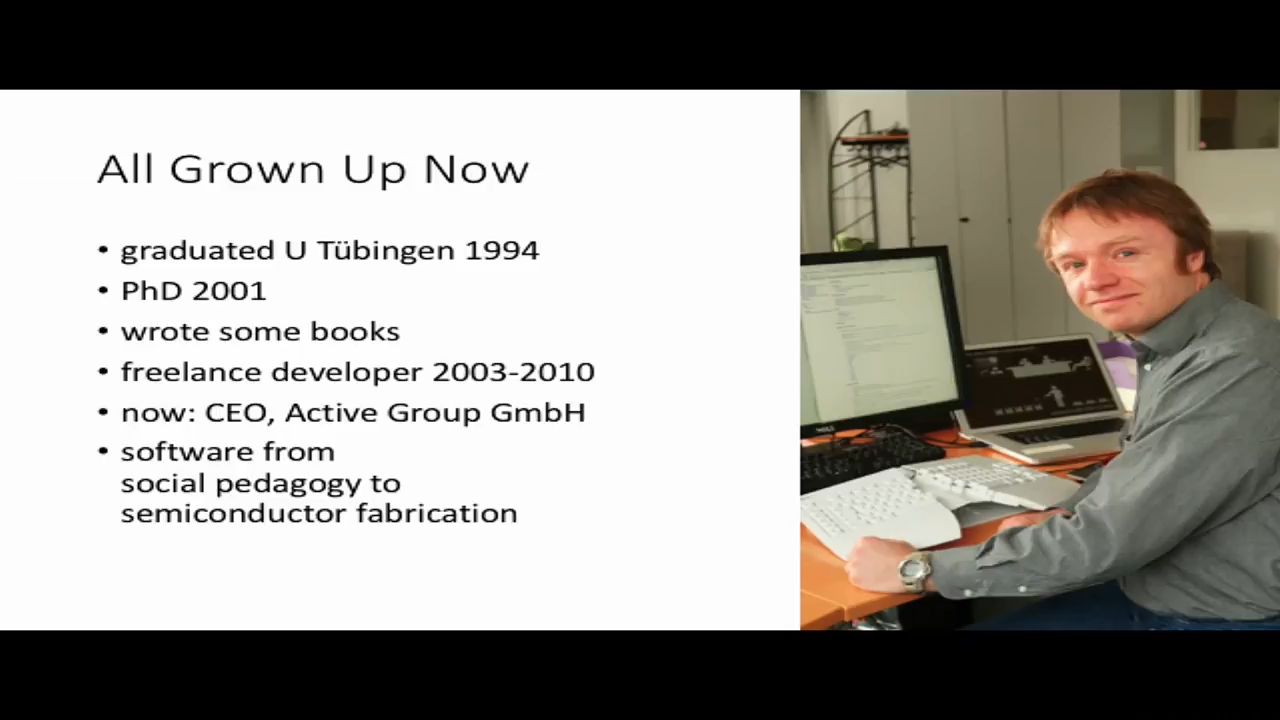 All Grown Up Now
• graduated U Tübingen 1994
• PhD 2001
• wrote some books
• freelance developer 2003-2010
• now: CEO, Active Group GmbH
• software from
social pedagogy to
semiconductor fabrication